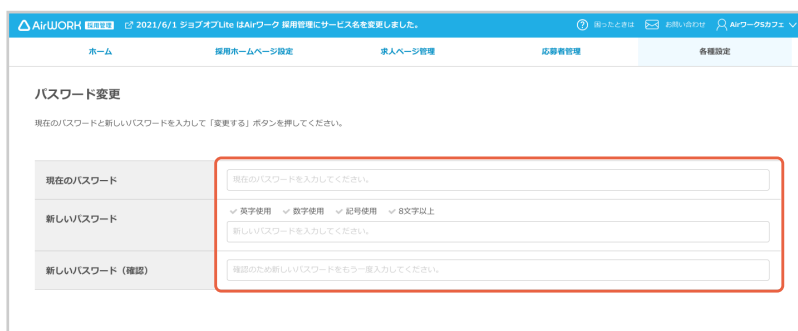 AirWORK 採用管理 2021/6/1 ジョブオプLite はAirワーク 採用管理にサービス名を変更しました。 困ったときは お問い合わせ AirワークSカフェ
ホーム 採用ホームページ設定 求人ページ管理 応募者管理 各種設定
パスワード変更
現在のパスワードと新しいパスワードを入力して「変更する」ボタンを押してください。
現在のパスワード 現在のパスワードを入力してください。
新しいパスワード 英字使用 数字使用 記号使用 8文字以上
新しいパスワードを入力してください。
新しいパスワード（確認） 確認のため新しいパスワードをもう一度入力してください。